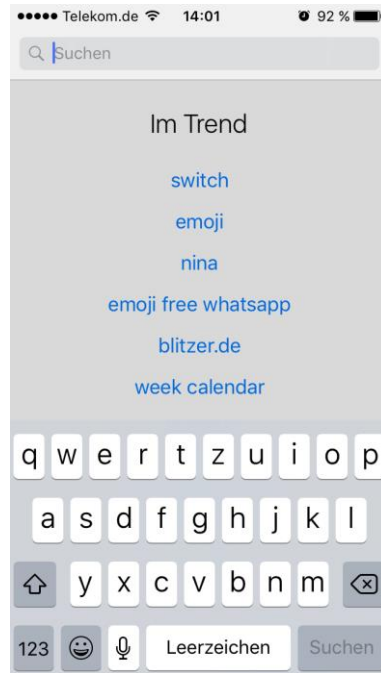 Telekom.de 14:01 92 %
Suchen
Im Trend
switch
emoji
nina
emoji free whatsapp
blitzer.de
week calendar
q w e r t z u i o p
a s d f g h j k l
y x c v b n m
123 Leerzeichen Suchen